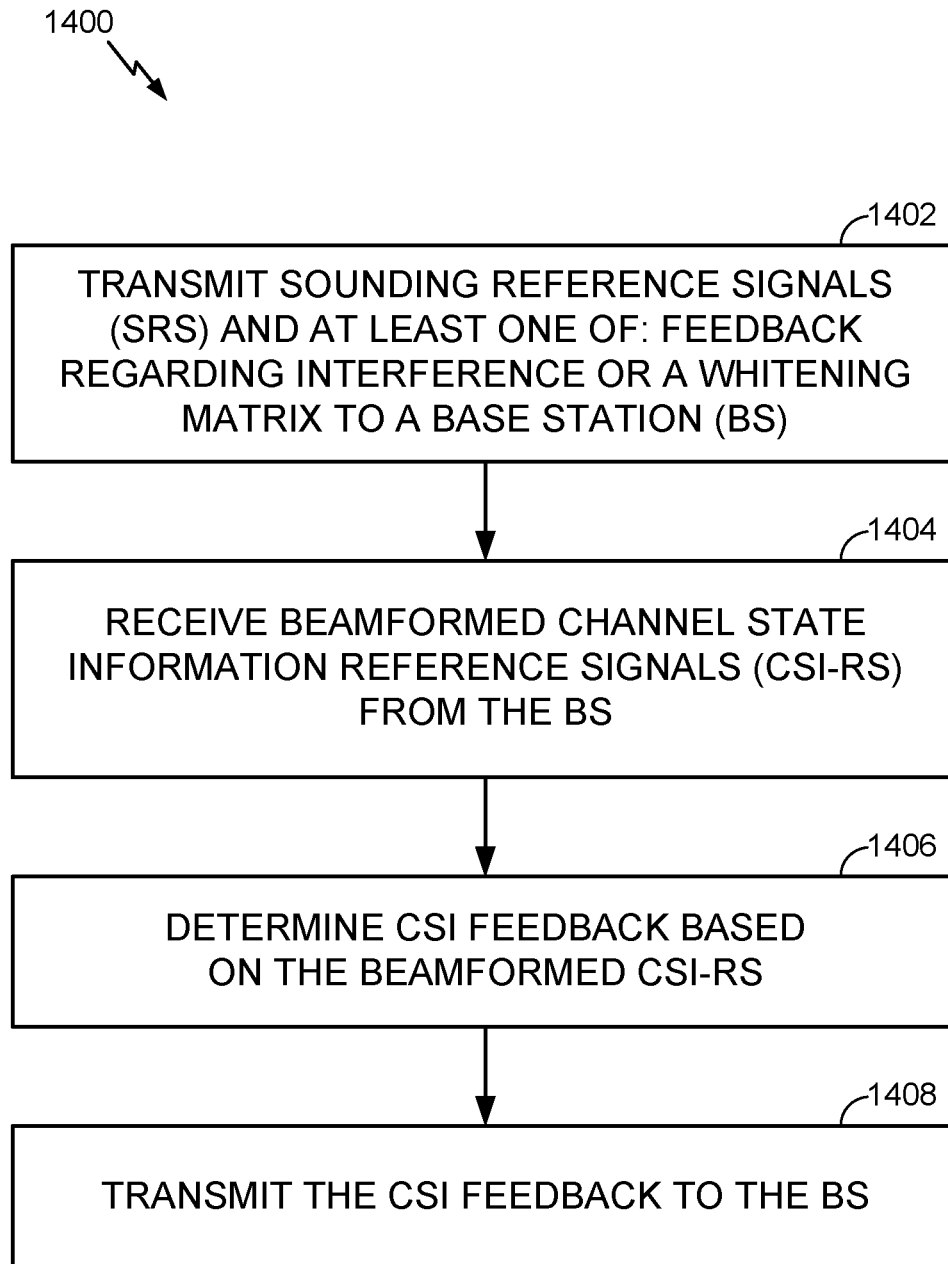 1400
1402
TRANSMIT SOUNDING REFERENCE SIGNALS
(SRS) AND AT LEAST ONE OF: FEEDBACK
REGARDING INTERFERENCE OR A WHITENING
MATRIX TO A BASE STATION (BS)
1404
RECEIVE BEAMFORMED CHANNEL STATE
INFORMATION REFERENCE SIGNALS (CSI-RS)
FROM THE BS
1406
DETERMINE CSI FEEDBACK BASED
ON THE BEAMFORMED CSI-RS
1408
TRANSMIT THE CSI FEEDBACK TO THE BS